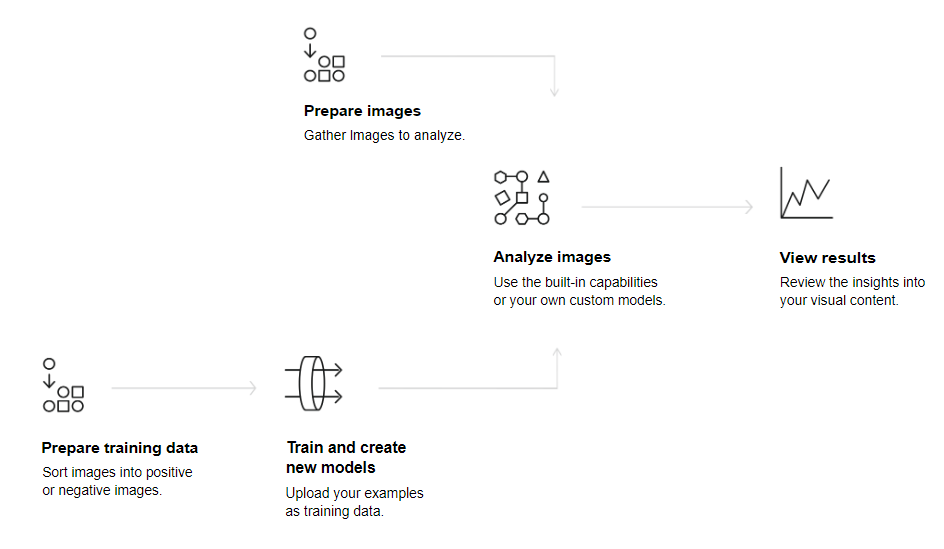 Prepare images
Gather Images to analyze.
Analyze images
Use the built-in capabilities
or your own custom models.
View results
Review the insights into
your visual content.
Prepare training data
Sort images into positive
or negative images.
Train and create
new models
Upload your examples
as training data.